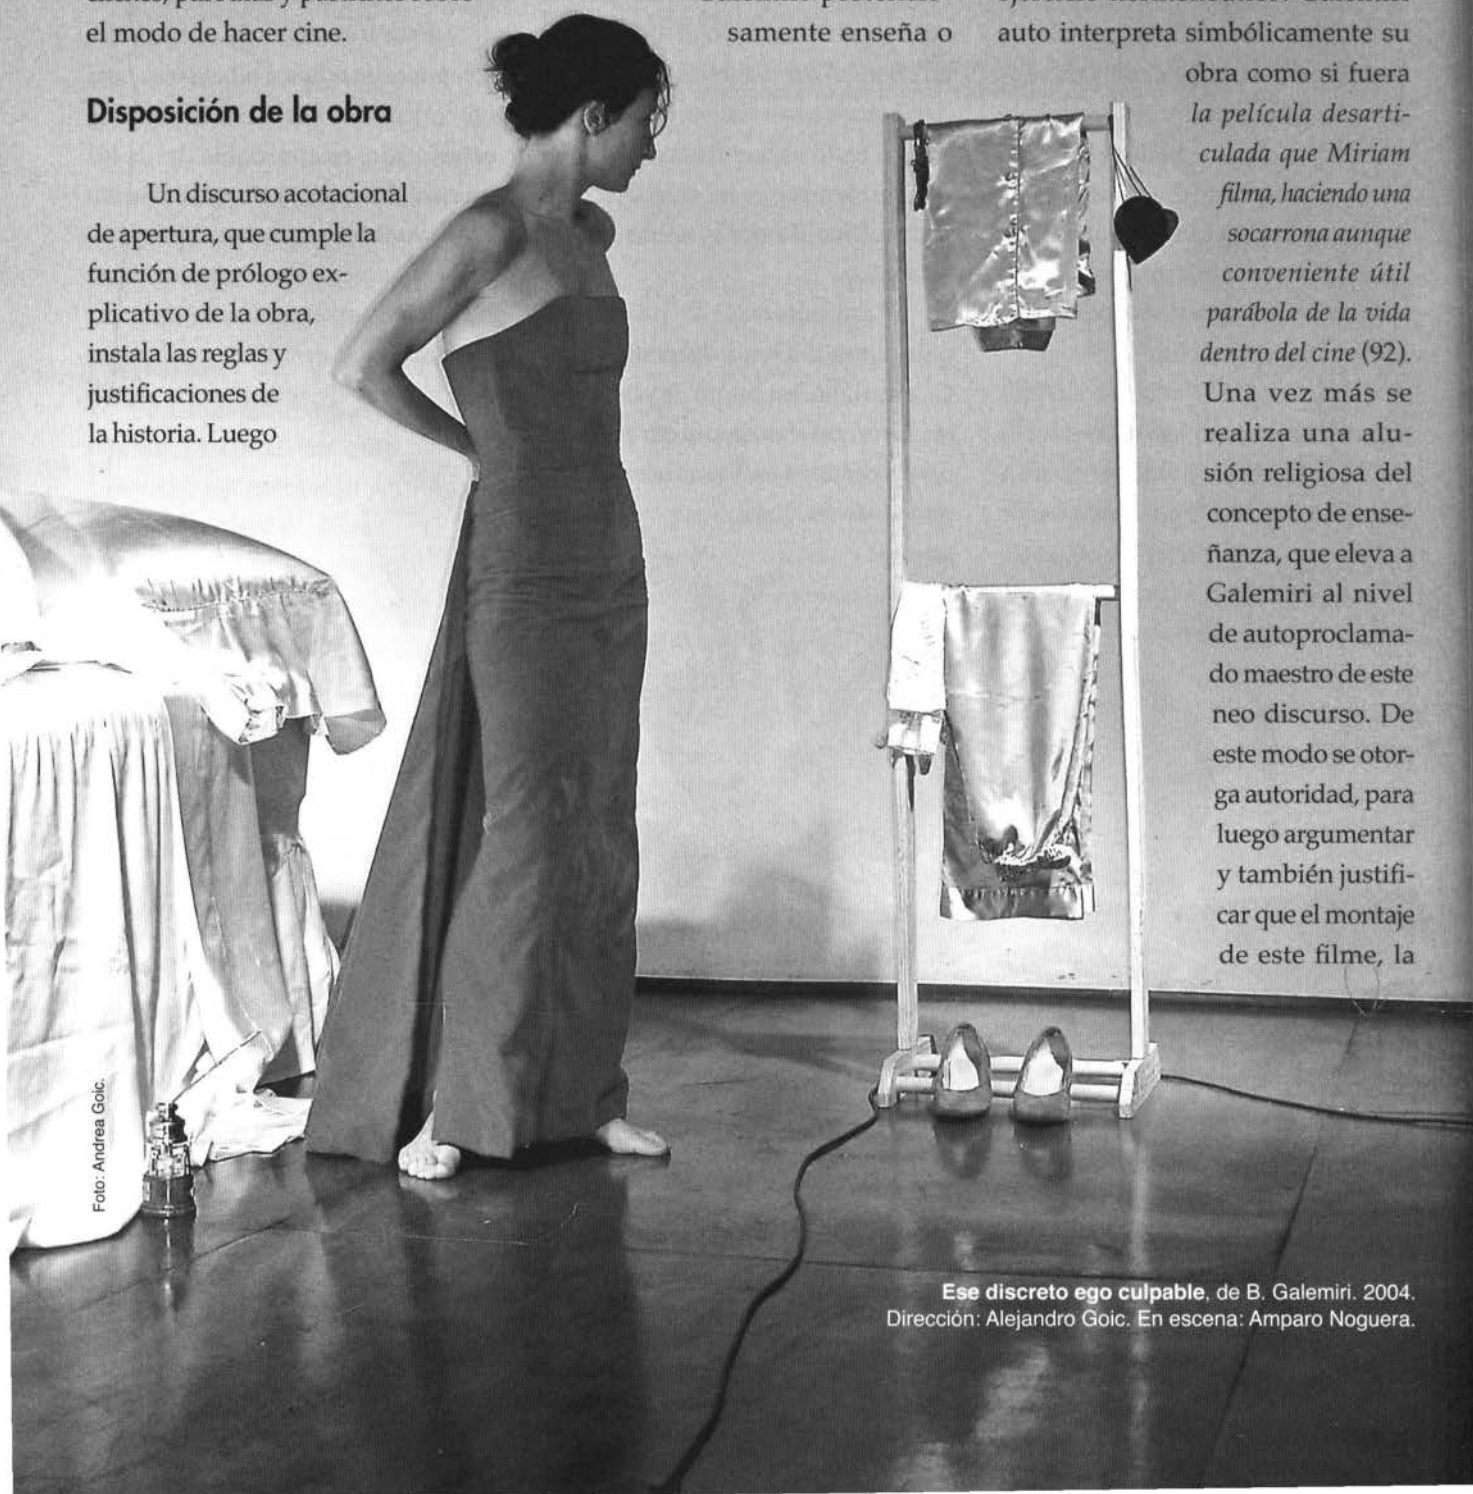 el modo de hacer cine.
Disposición de la obra
Un discurso acotacional
de apertura, que cumple la
función de prólogo ex-
plicativo de la obra,
instala las reglas y
justificaciones de
la historia. Luego
samente enseña o
auto interpreta simbólicamente su
obra como si fuera
la película desarti-
culada que Miriam
filma, haciendo una
socarrona aunque
conveniente útil
parábola de la vida
dentro del cine (92).
Una vez más se
realiza una alu-
sión religiosa del
concepto de ense-
ñanza, que eleva a
Galemiri al nivel
de autoproclama-
do maestro de este
neo discurso. De
este modo se otor-
ga autoridad, para
luego argumentar
y también justifi-
car que el montaje
de este filme, la
Foto: Andrea Goic.
Ese discreto ego culpable, de B. Galemiri. 2004.
Dirección: Alejandro Goic. En escena: Amparo Noguera.